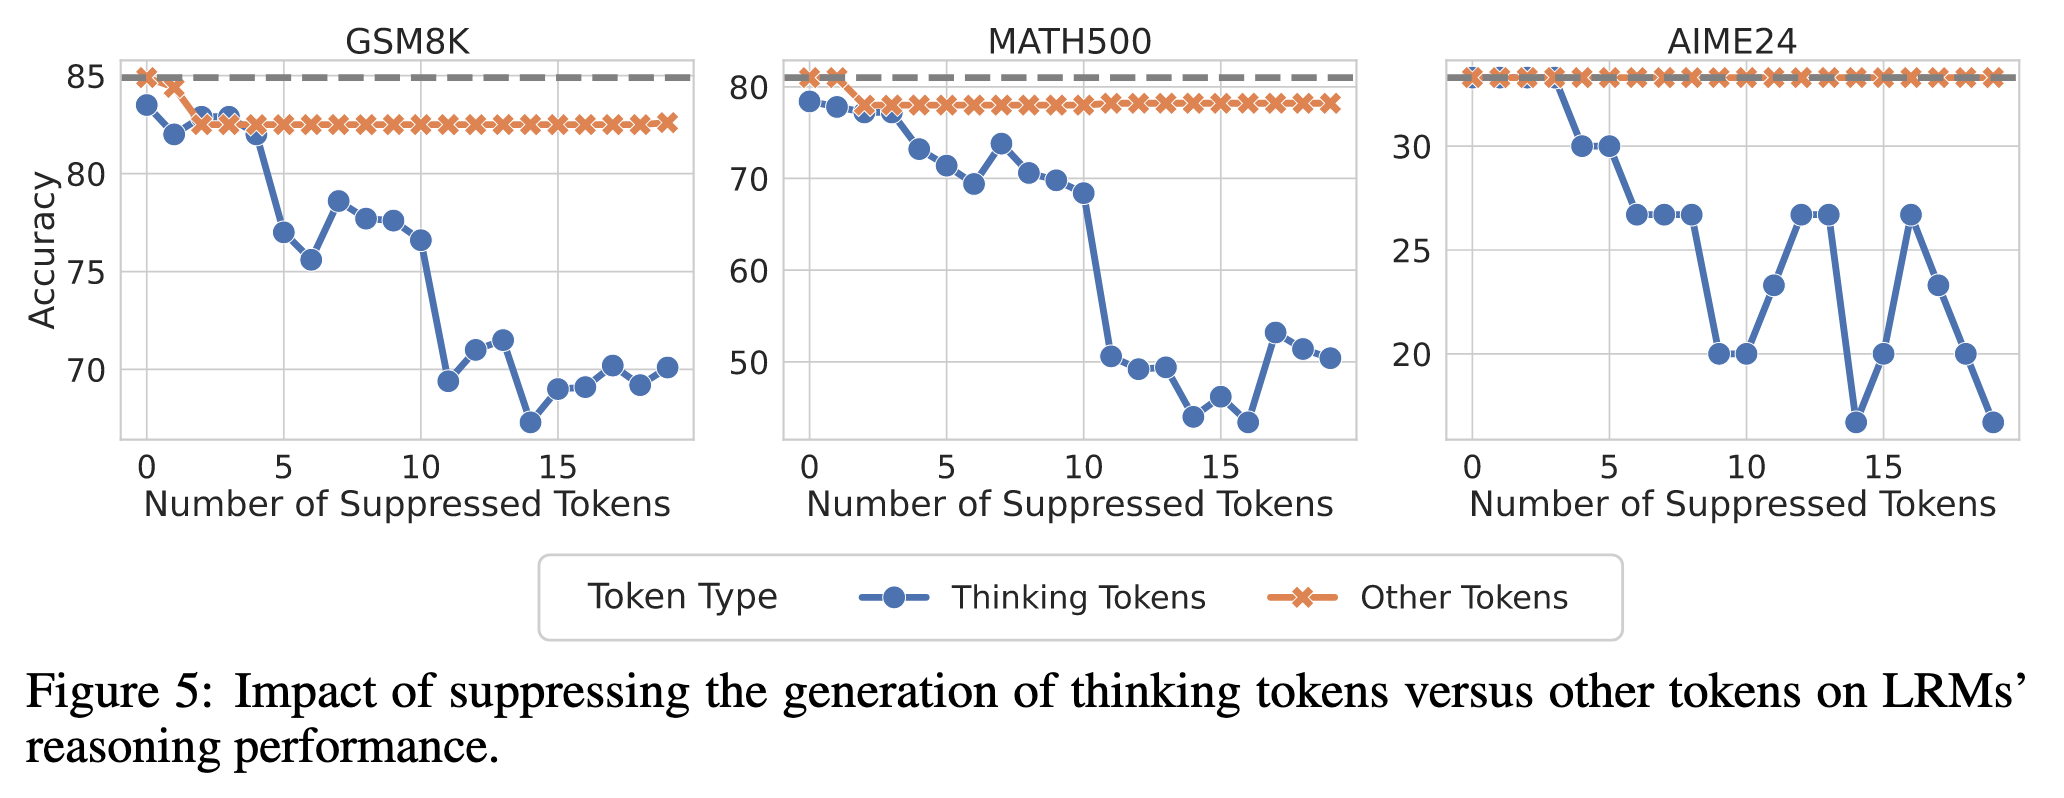 GSM8K
MATH500
AIME24
Accuracy
85
80
75
70
0 5 10 15
Number of Suppressed Tokens
80
70
60
50
0 5 10 15
Number of Suppressed Tokens
30
25
20
0 5 10 15
Number of Suppressed Tokens
Token Type Thinking Tokens Other Tokens
Figure 5: Impact of suppressing the generation of thinking tokens versus other tokens on LRMs’
reasoning performance.